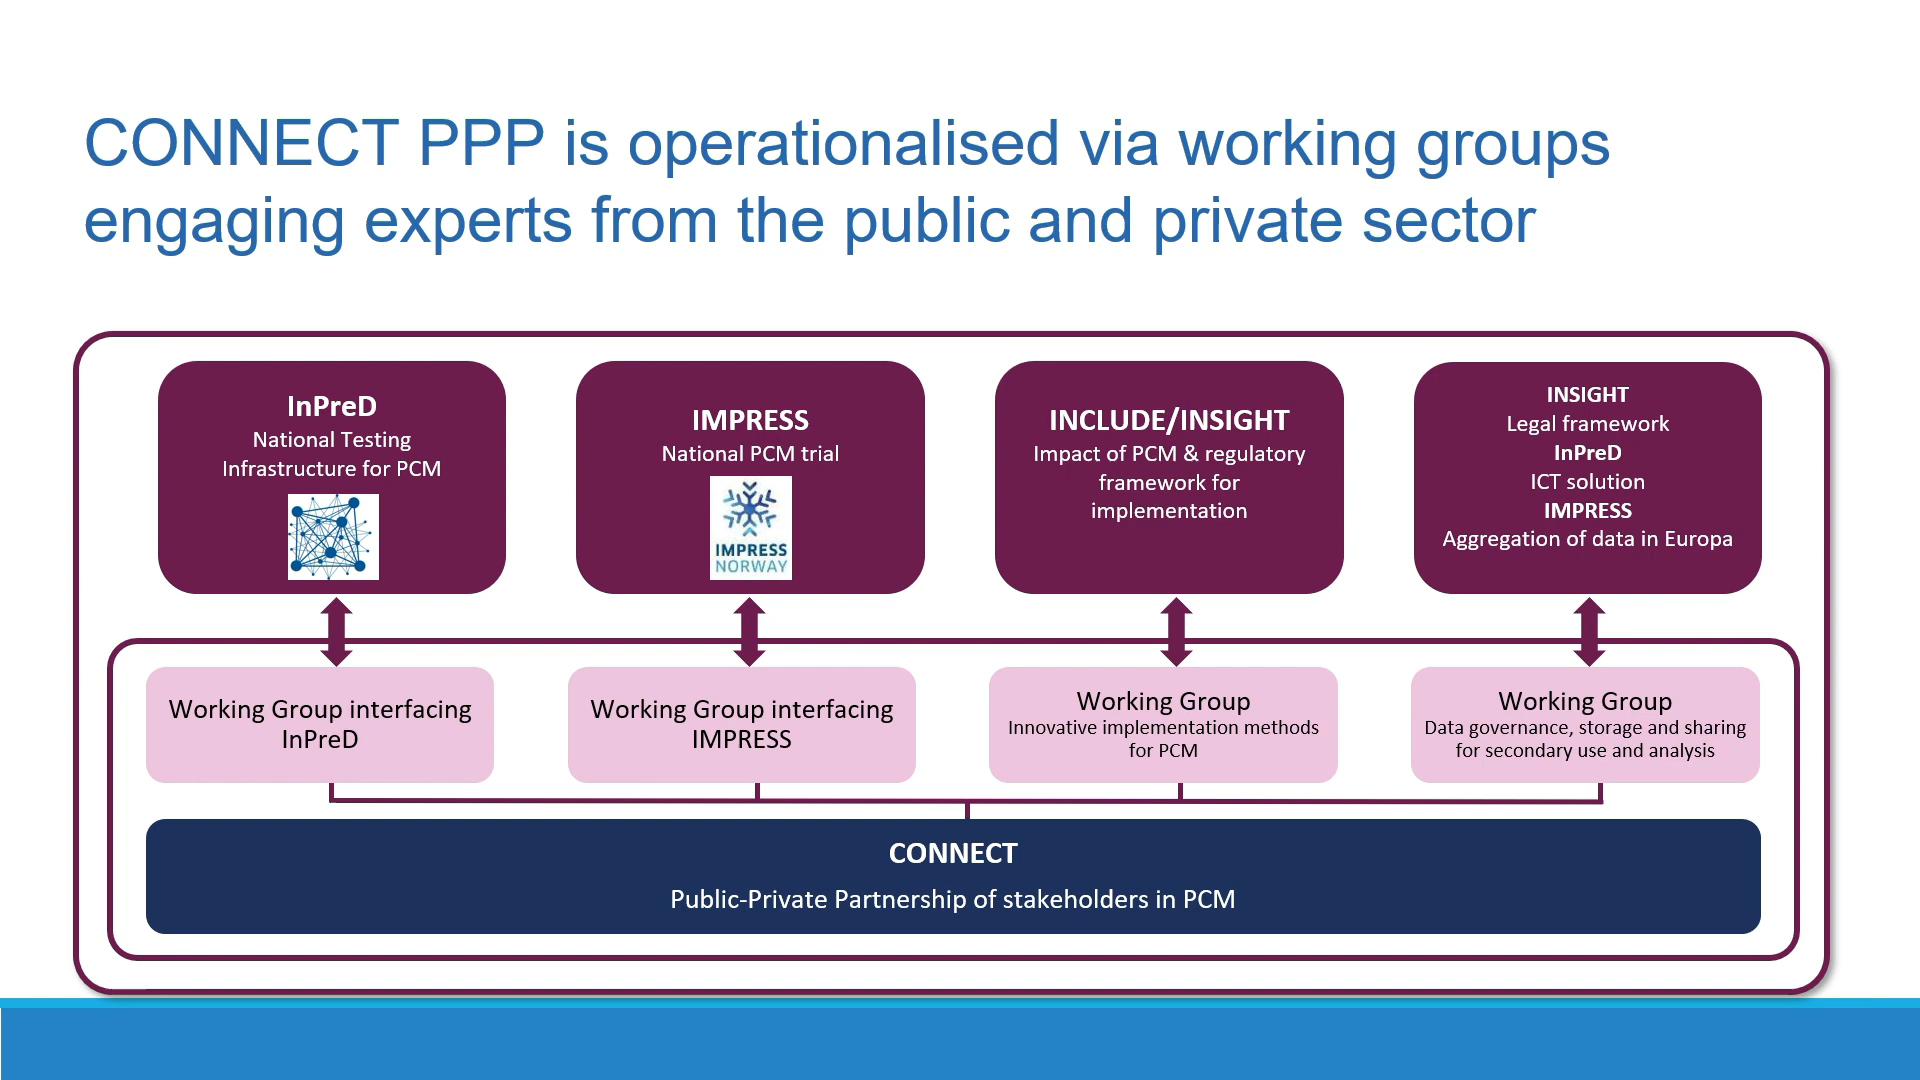 CONNECT PPP is operationalised via working groups
engaging experts from the public and private sector
InPreD
National Testing
Infrastructure for PCM
IMPRESS
National PCM trial
IMPRESS
NORWAY
INCLUDE/INSIGHT
Impact of PCM & regulatory
framework for
implementation
INSIGHT
Legal framework
InPreD
ICT solution
IMPRESS
Aggregation of data in Europa
Working Group interfacing
InPreD
Working Group interfacing
IMPRESS
Working Group
Innovative implementation methods
for PCM
Working Group
Data governance, storage and sharing
for secondary use and analysis
CONNECT
Public-Private Partnership of stakeholders in PCM